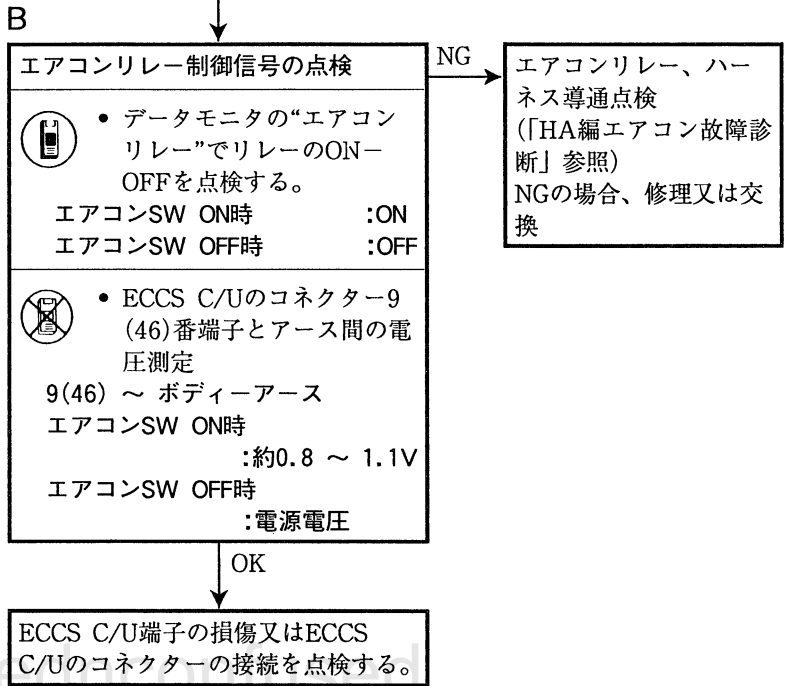 B
エアコンリレー制御信号の点検
• データモニタの“エアコン
リレー”でリレーのON－
OFFを点検する。
エアコンSW ON時 :ON
エアコンSW OFF時 :OFF
• ECCS C/Uのコネクター9
(46)番端子とアース間の電
圧測定
9(46) ～ ボディーアース
エアコンSW ON時
:約0.8 ～ 1.1V
エアコンSW OFF時
:電源電圧
NG
エアコンリレー、ハー
ネス導通点検
(「HA編エアコン故障診
断」参照)
NGの場合、修理又は交
換
OK
ECCS C/U端子の損傷又はECCS
C/Uのコネクターの接続を点検する。